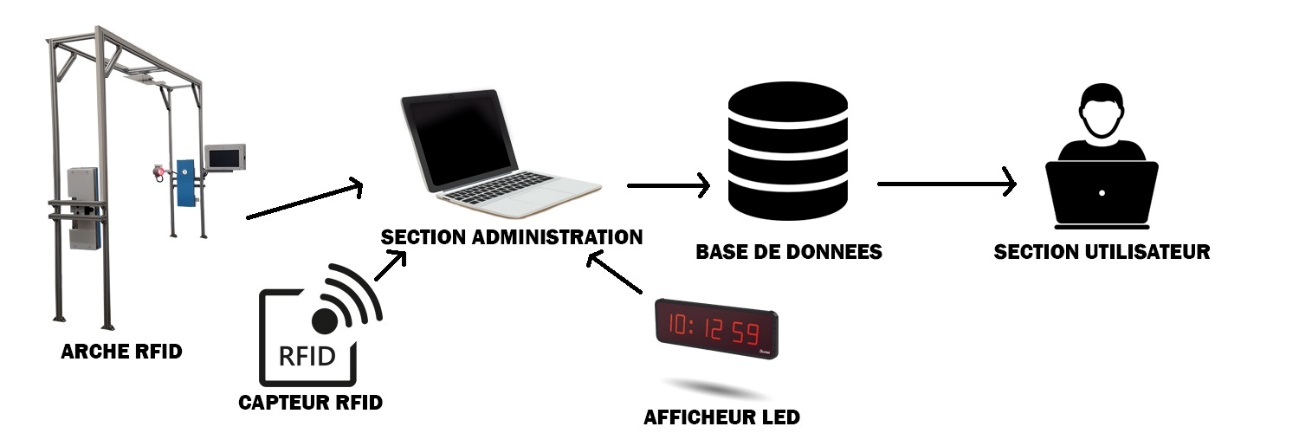 SECTION ADMINISTRATION
BASE DE DONNEES
SECTION UTILISATEUR
10: 12 59
ARCHE RFID
RFID
CAPTEUR RFID
AFFICHEUR LED